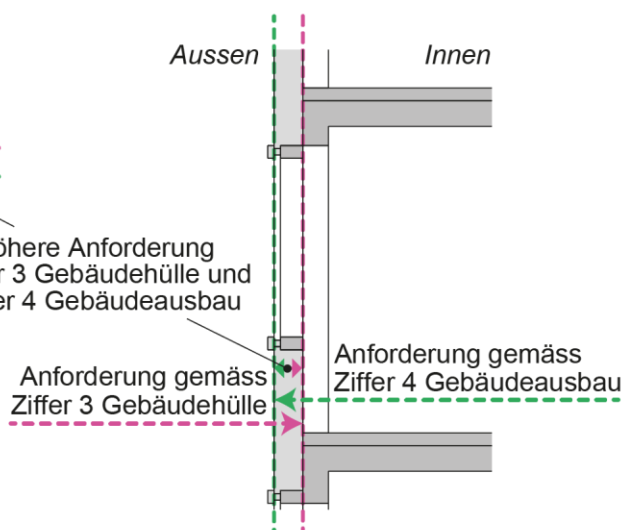 Aussen
Innen
öhere Anforderung
3 Gebäudehülle und
4 Gebäudeausbau
Anforderung gemäss
Ziffer 3 Gebäudehülle
Anforderung gemäss
Ziffer 4 Gebäudeausbau